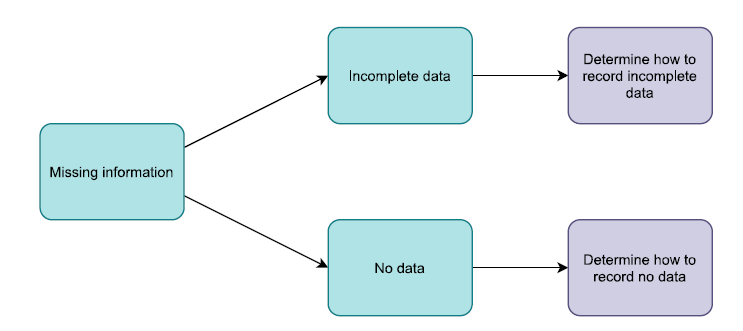 Missing information
Incomplete data
Determine how to
record incomplete
data
No data
Determine how to
record no data